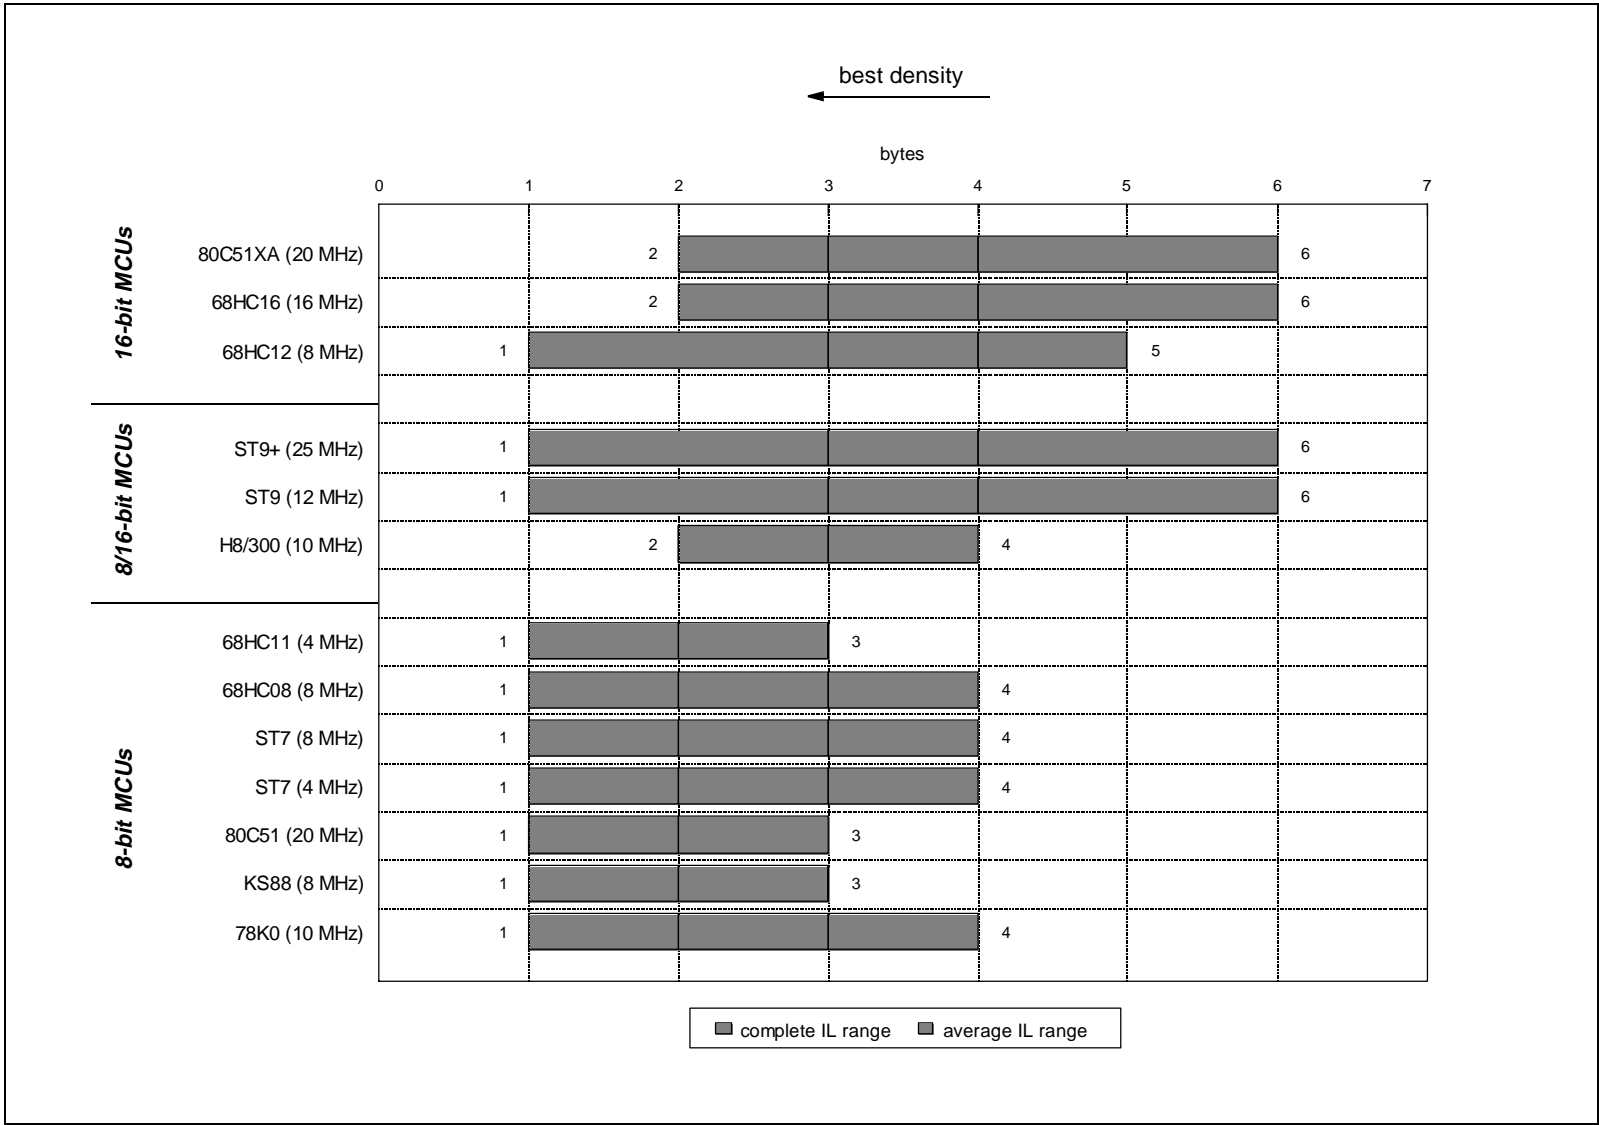 best density
bytes
0 1 2 3 4 5 6 7
16-bit MCUs
80C51XA (20 MHz) 2 6
68HC16 (16 MHz) 2 6
68HC12 (8 MHz) 1 5
8/16-bit MCUs
ST9+ (25 MHz) 1 6
ST9 (12 MHz) 1 6
H8/300 (10 MHz) 2 4
8-bit MCUs
68HC11 (4 MHz) 1 3
68HC08 (8 MHz) 1 4
ST7 (8 MHz) 1 4
ST7 (4 MHz) 1 4
80C51 (20 MHz) 1 3
KS88 (8 MHz) 1 3
78K0 (10 MHz) 1 4
complete IL range average IL range